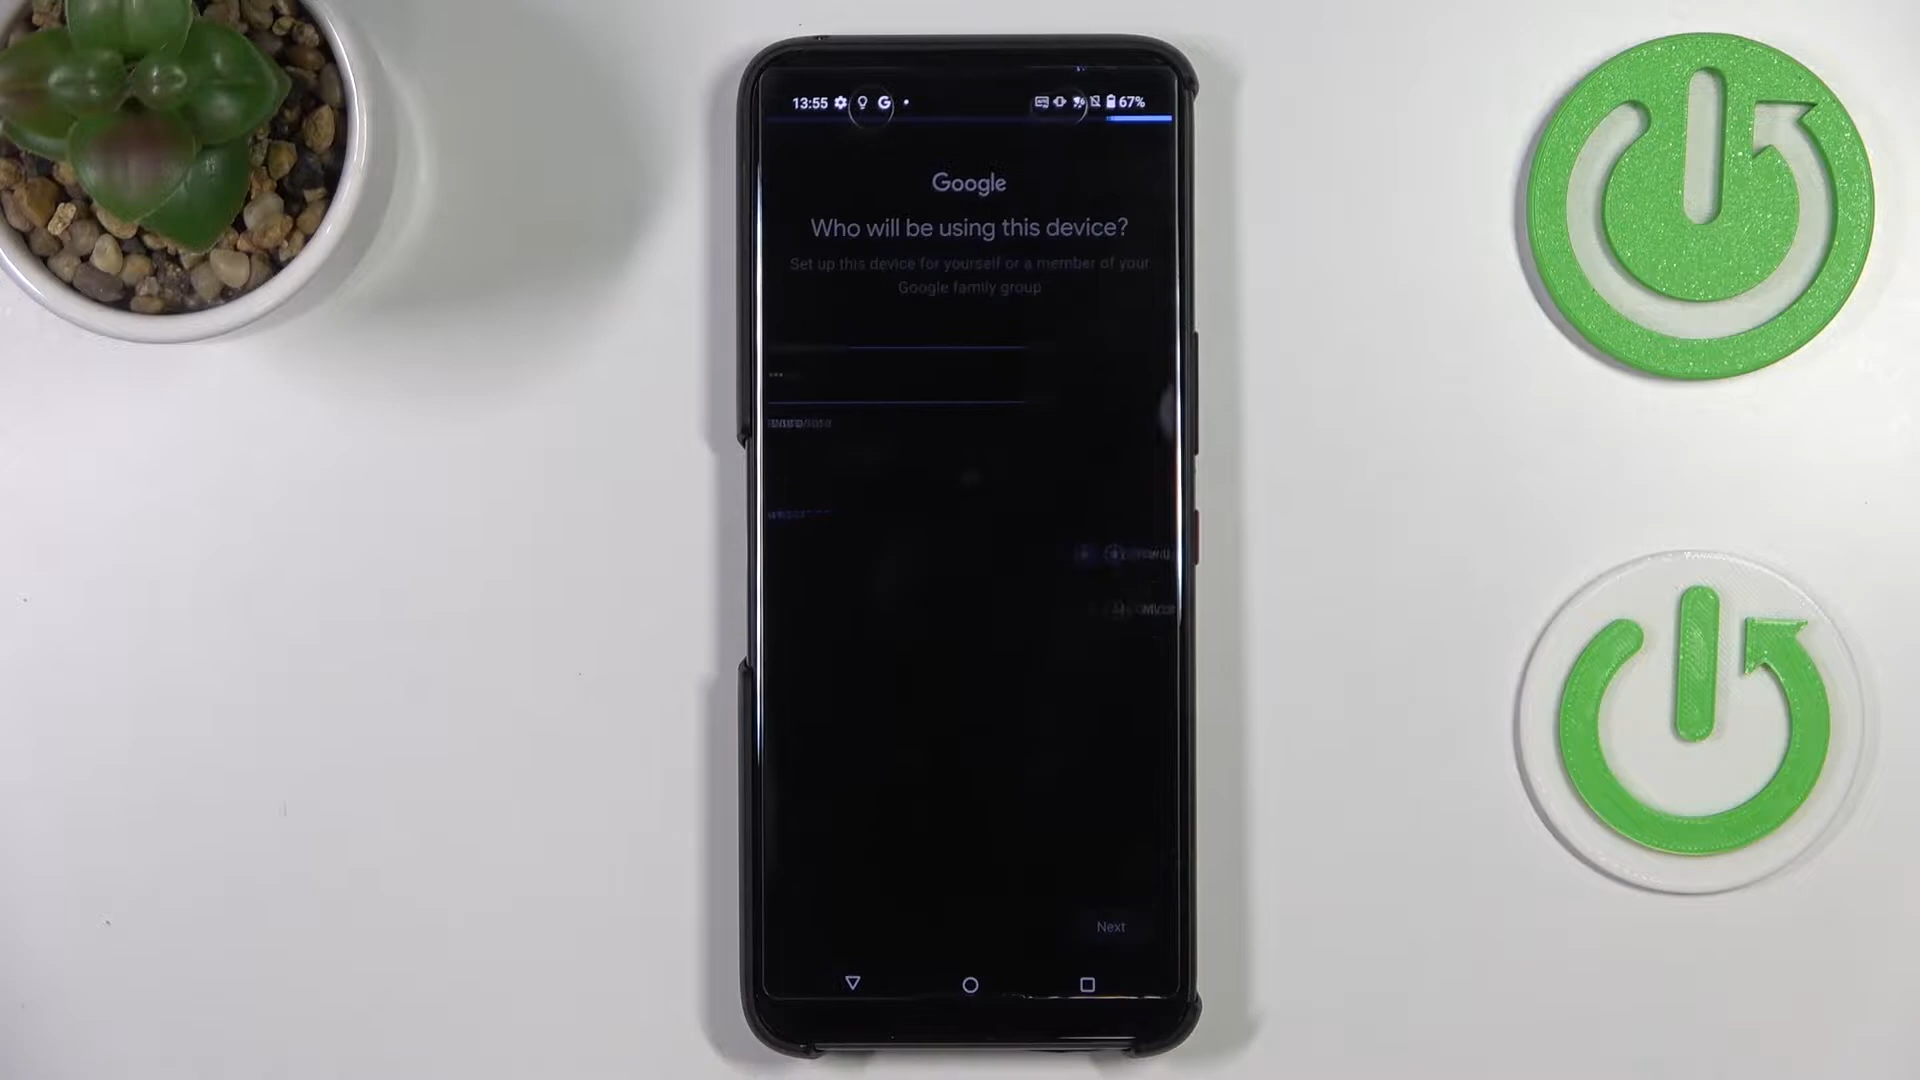 13:55
67%
Google
Who will be using this device?
Set up this device for yourself or a member of your
Google family group
Next